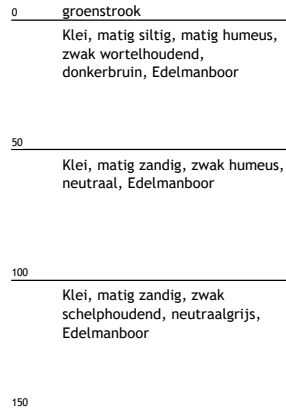 0 groenstrook
Klei, matig siltig, matig humeus,
zwak wortelhoudend,
donkerbruin, Edelmanboor
50
Klei, matig zandig, zwak humeus,
neutraal, Edelmanboor
100
Klei, matig zandig, zwak
schelphoudend, neutraalgrijs,
Edelmanboor
150